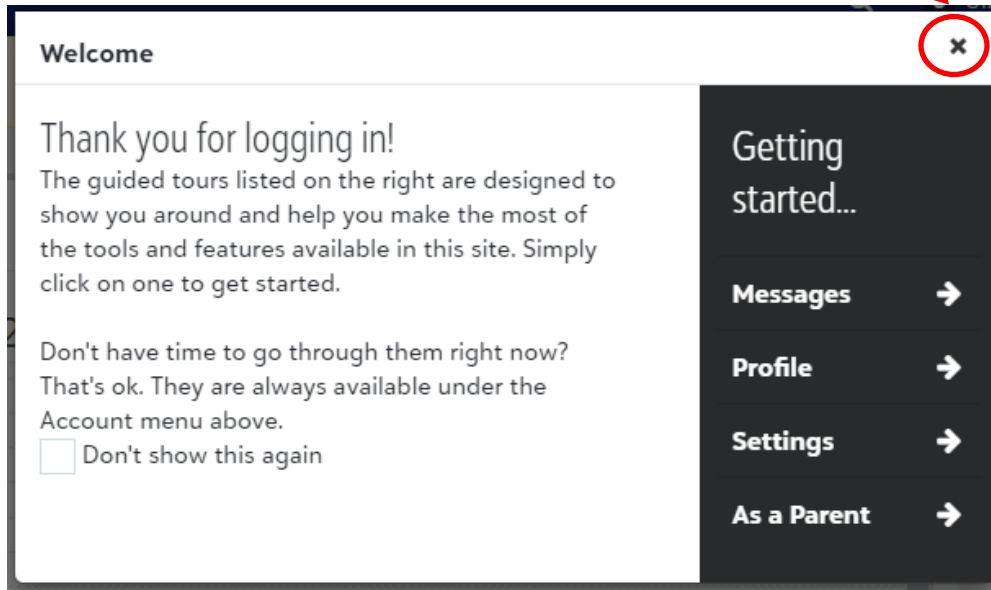 Welcome
Thank you for logging in!
The guided tours listed on the right are designed to
show you around and help you make the most of
the tools and features available in this site. Simply
click on one to get started.
Don't have time to go through them right now?
That's ok. They are always available under the
Account menu above.
Don't show this again
Getting
started...
Messages
Profile
Settings
As a Parent